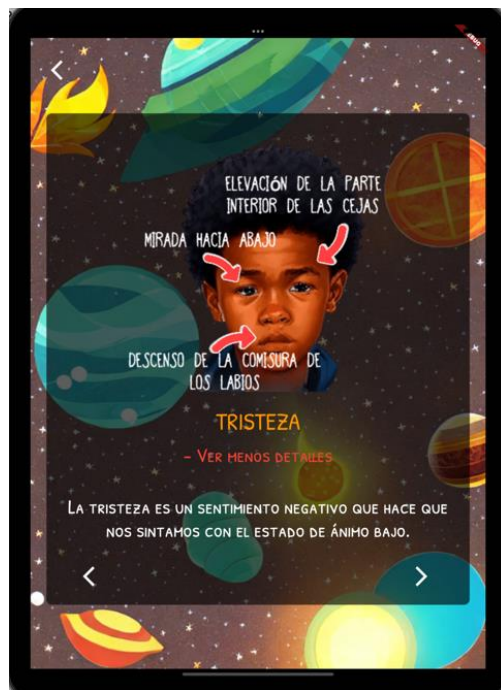 ELEVACIÓN DE LA PARTE
INTERIOR DE LAS CEJAS
MIRADA HACIA ABAJO
DESCENSO DE LA COMISURA DE
LOS LABIOS
TRISTEZA
- VER MENOS DETALLES
LA TRISTEZA ES UN SENTIMIENTO NEGATIVO QUE HACE QUE
NOS SINTAMOS CON EL ESTADO DE ÁNIMO BAJO.